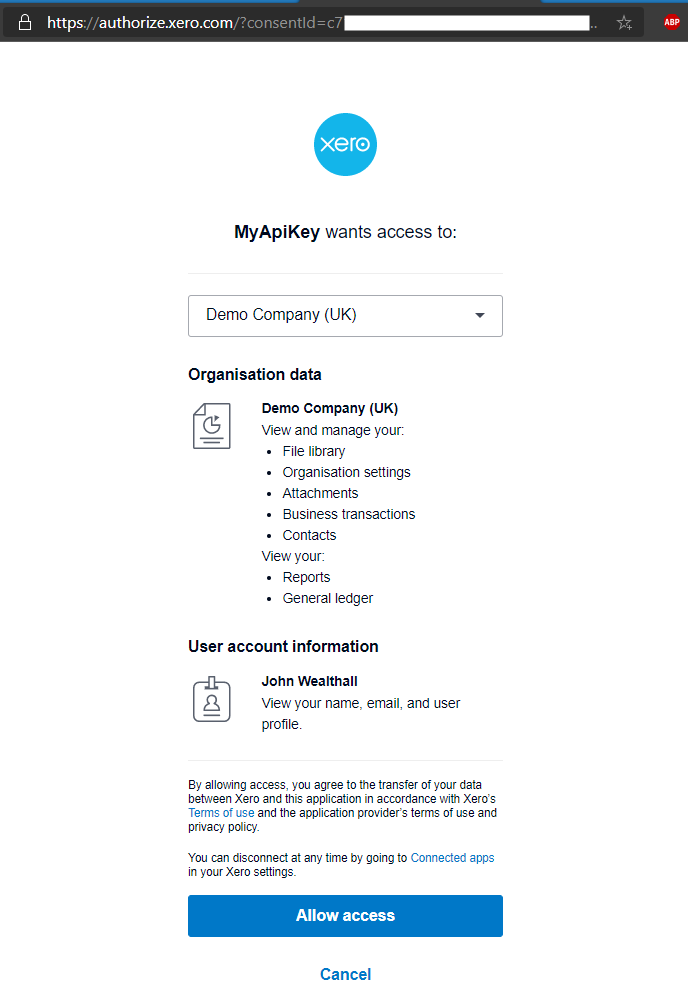 https://authorize.xero.com/?consentId=c7 ..
ABP
xero
MyApiKey wants access to:
Demo Company (UK)
Organisation data
Demo Company (UK)
View and manage your:
• File library
• Organisation settings
• Attachments
• Business transactions
• Contacts
View your:
• Reports
• General ledger
User account information
John Wealthall
View your name, email, and user
profile.
By allowing access, you agree to the transfer of your data
between Xero and this application in accordance with Xero's
Terms of use and the application provider's terms of use and
privacy policy.
You can disconnect at any time by going to Connected apps
in your Xero settings.
Allow access
Cancel